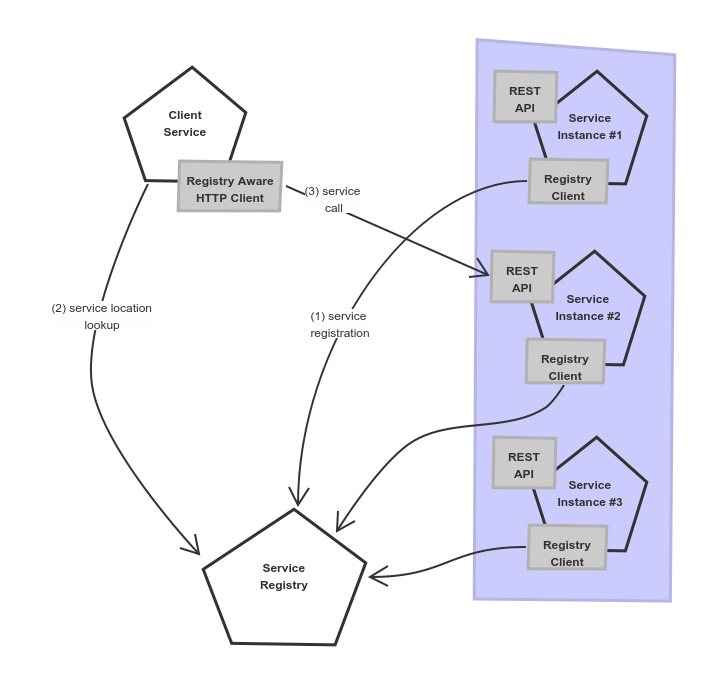 Client
Service
Registry Aware
HTTP Client
(3) service
call
(2) service location
lookup
(1) service
registration
REST
API
Service
Instance #1
Registry
Client
REST
API
Service
Instance #2
Registry
Client
REST
API
Service
Instance #3
Registry
Client
Service
Registry